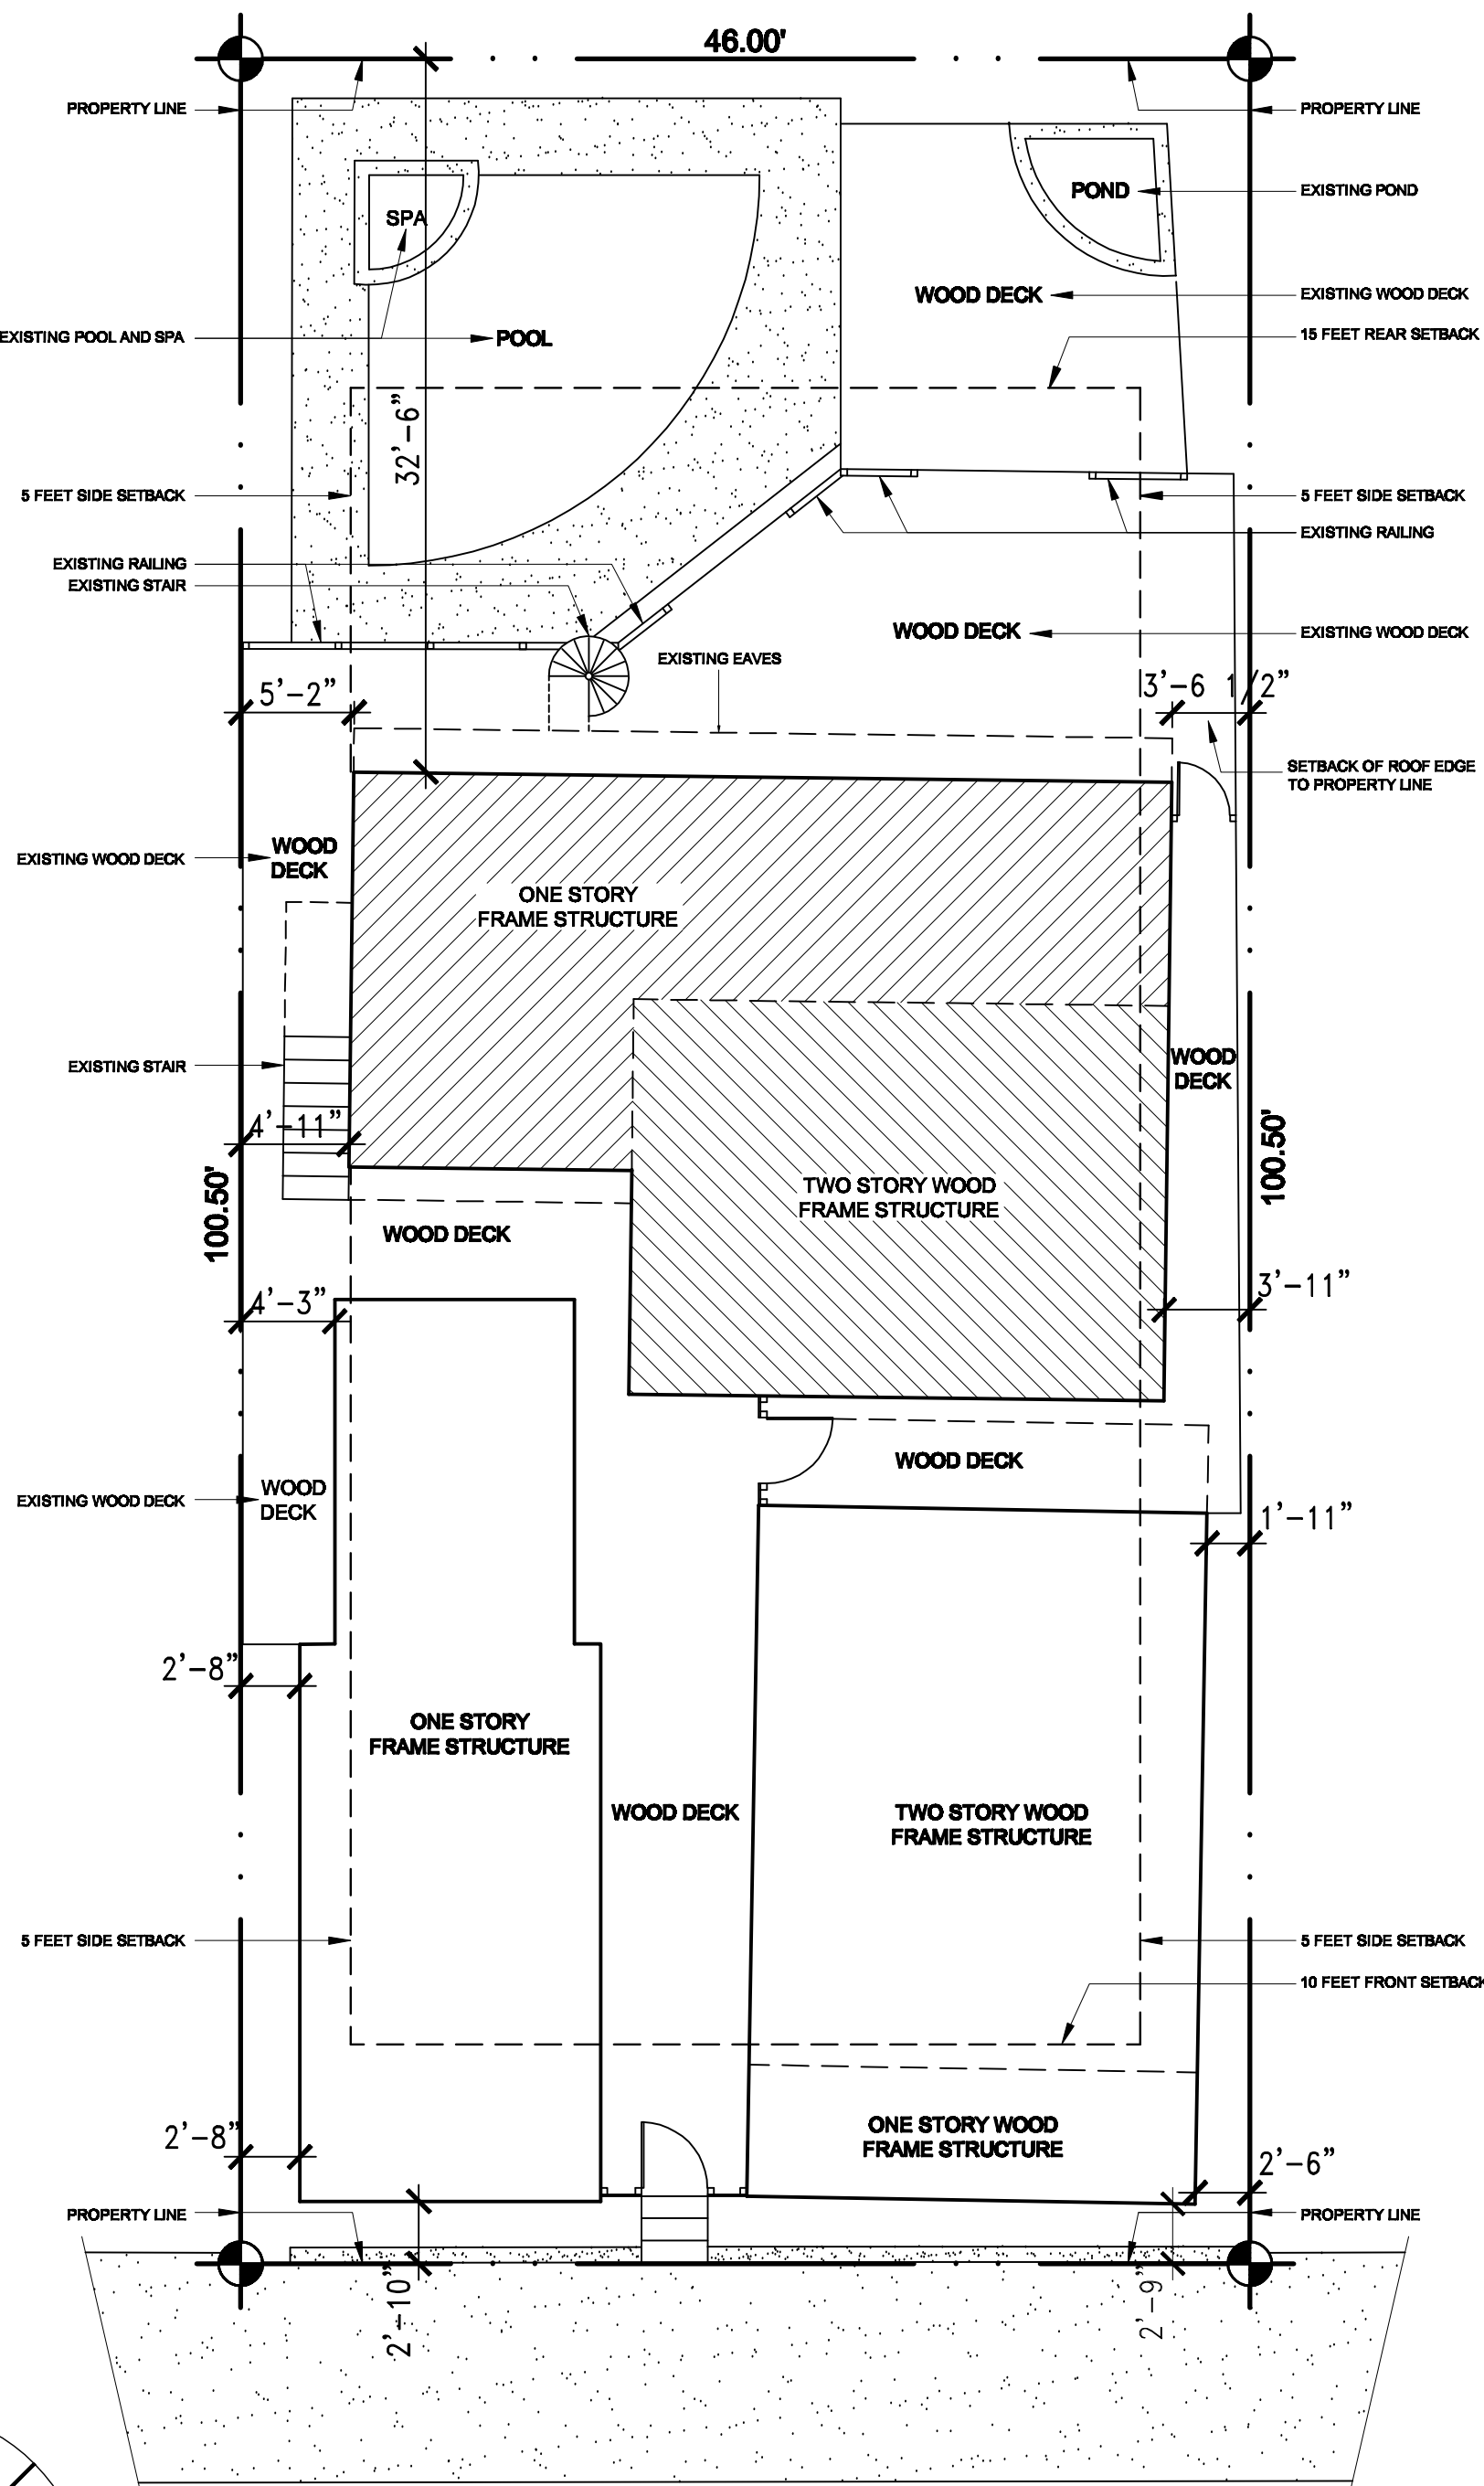 46.00'
PROPERTY LINE
PROPERTY LINE
SPA
POND
EXISTING POND
WOOD DECK
EXISTING WOOD DECK
EXISTING POOL AND SPA
POOL
15 FEET REAR SETBACK
32'-6"
5 FEET SIDE SETBACK
5 FEET SIDE SETBACK
EXISTING RAILING
EXISTING RAILING
EXISTING STAIR
WOOD DECK
EXISTING WOOD DECK
EXISTING EAVES
5'-2"
3'-6 1/2"
SETBACK OF ROOF EDGE
TO PROPERTY LINE
EXISTING WOOD DECK
WOOD
DECK
ONE STORY
FRAME STRUCTURE
EXISTING STAIR
WOOD
DECK
4'-11"
100.50'
100.50'
TWO STORY WOOD
FRAME STRUCTURE
WOOD DECK
4'-3"
3'-11"
WOOD DECK
EXISTING WOOD DECK
WOOD
DECK
1'-11"
2'-8"
ONE STORY
FRAME STRUCTURE
WOOD DECK
TWO STORY WOOD
FRAME STRUCTURE
5 FEET SIDE SETBACK
5 FEET SIDE SETBACK
10 FEET FRONT SETBACK
2'-8"
ONE STORY WOOD
FRAME STRUCTURE
2'-6"
PROPERTY LINE
PROPERTY LINE
2'-10"
2'-9"